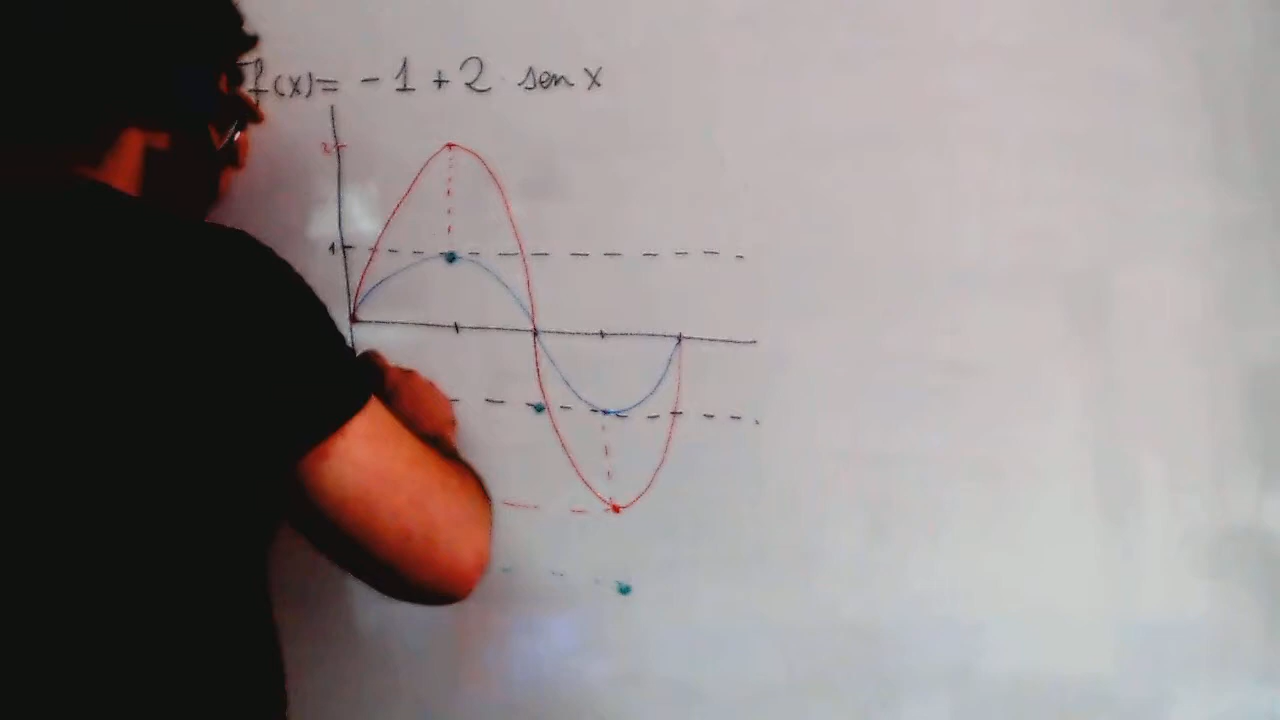 f(x) = -1 + 2 · sen x
2
1